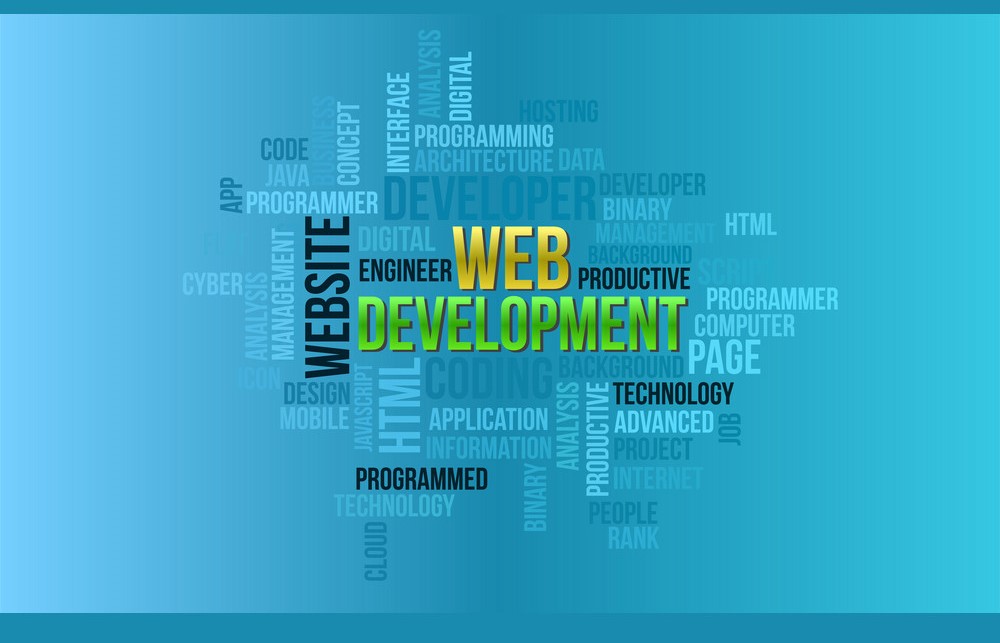 ANALYSIS
DIGITAL
INTERFACE
HOSTING
BUSINESS
CONCEPT
PROGRAMMING
CODE
ARCHITECTURE DATA
JAVA
APP
PROGRAMMER
DEVELOPER
DEVELOPER
BINARY
HTML
MANAGEMENT
WEBSITE
DIGITAL
WEB
BACKGROUND
ENGINEER
PRODUCTIVE
SCRIPT
CYBER
ANALYSIS
MANAGEMENT
DEVELOPMENT
PROGRAMMER
COMPUTER
PAGE
ICON
DESIGN
MOBILE
JAVASCRIPT
HTML
CODING
BACKGROUND
TECHNOLOGY
APPLICATION
ANALYSIS
PRODUCTIVE
ADVANCED
JOB
INFORMATION
PROJECT
PROGRAMMED
BINARY
INTERNET
TECHNOLOGY
PEOPLE
RANK
CLOUD